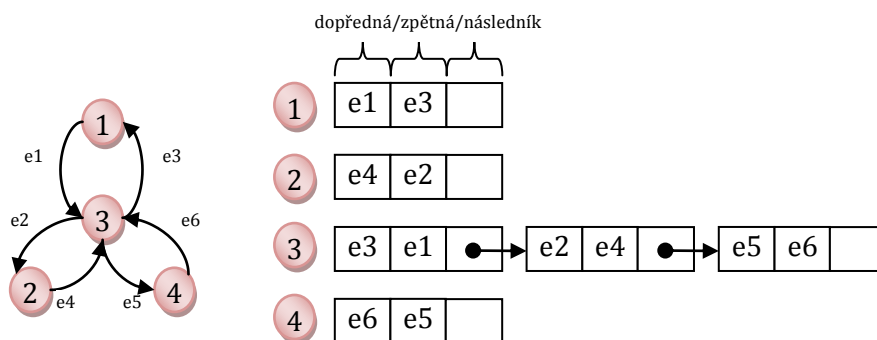 dopředná/zpětná/následník
1 e1 e3
2 e4 e2
3 e3 e1 e2 e4 e5 e6
4 e6 e5
1
e1 e3
e2 3 e6
2 e4 e5 4